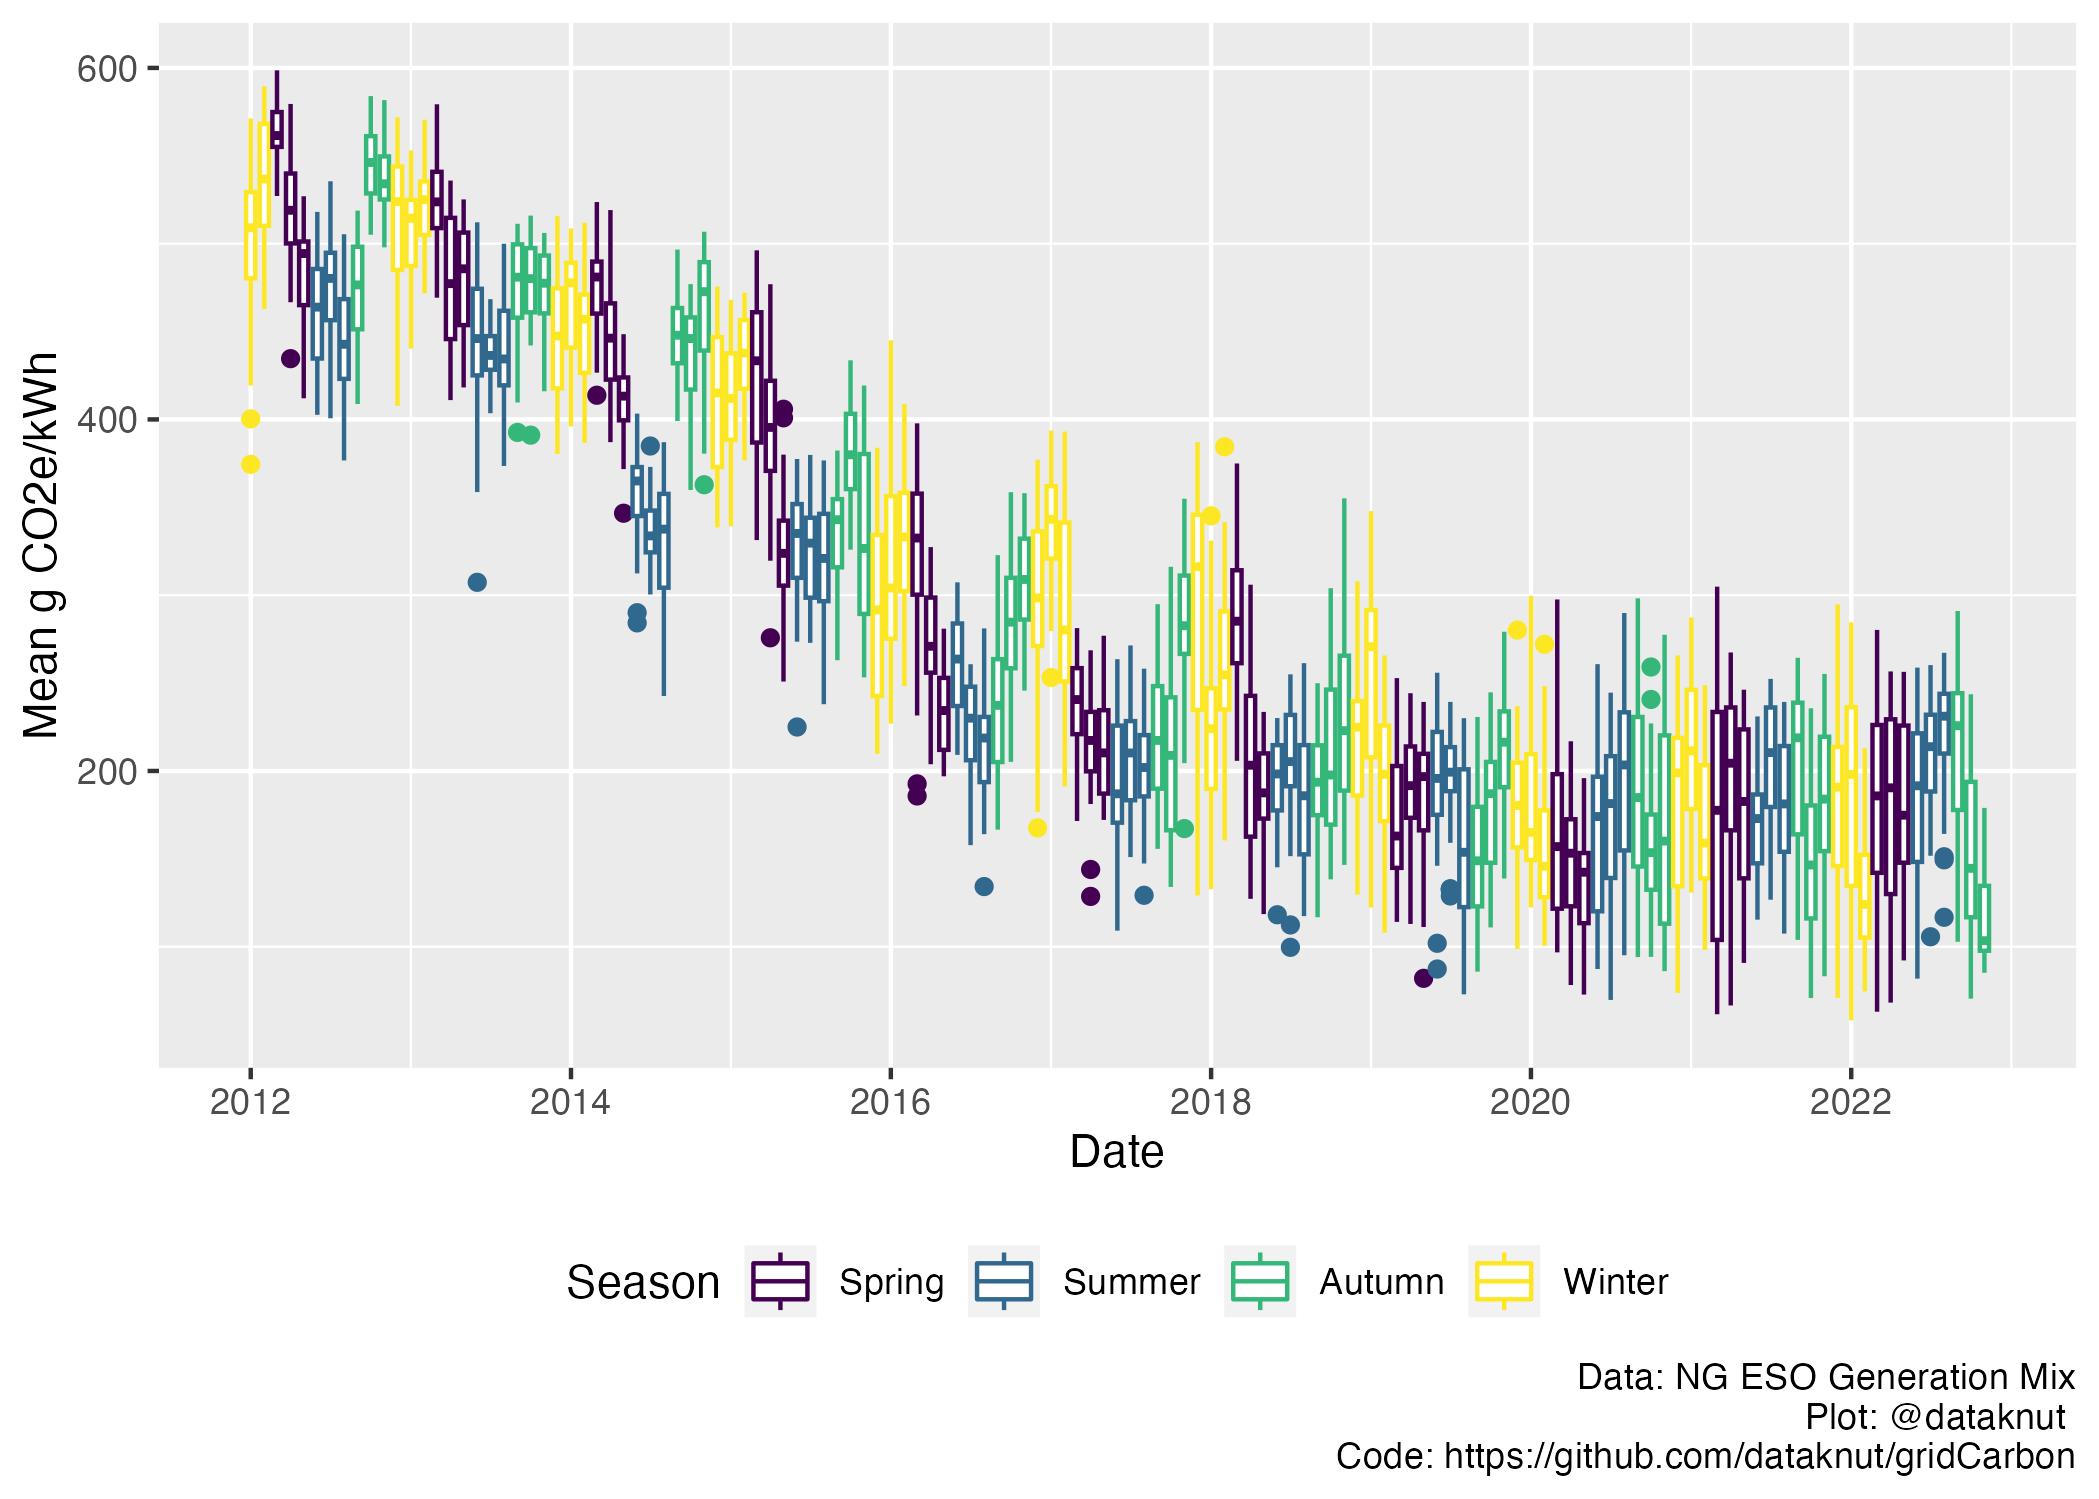 600
400
200
Mean g CO2e/kWh
2012 2014 2016 2018 2020 2022
Date
Season Spring Summer Autumn Winter
Data: NG ESO Generation Mix
Plot: @dataknut
Code: https://github.com/dataknut/gridCarbon